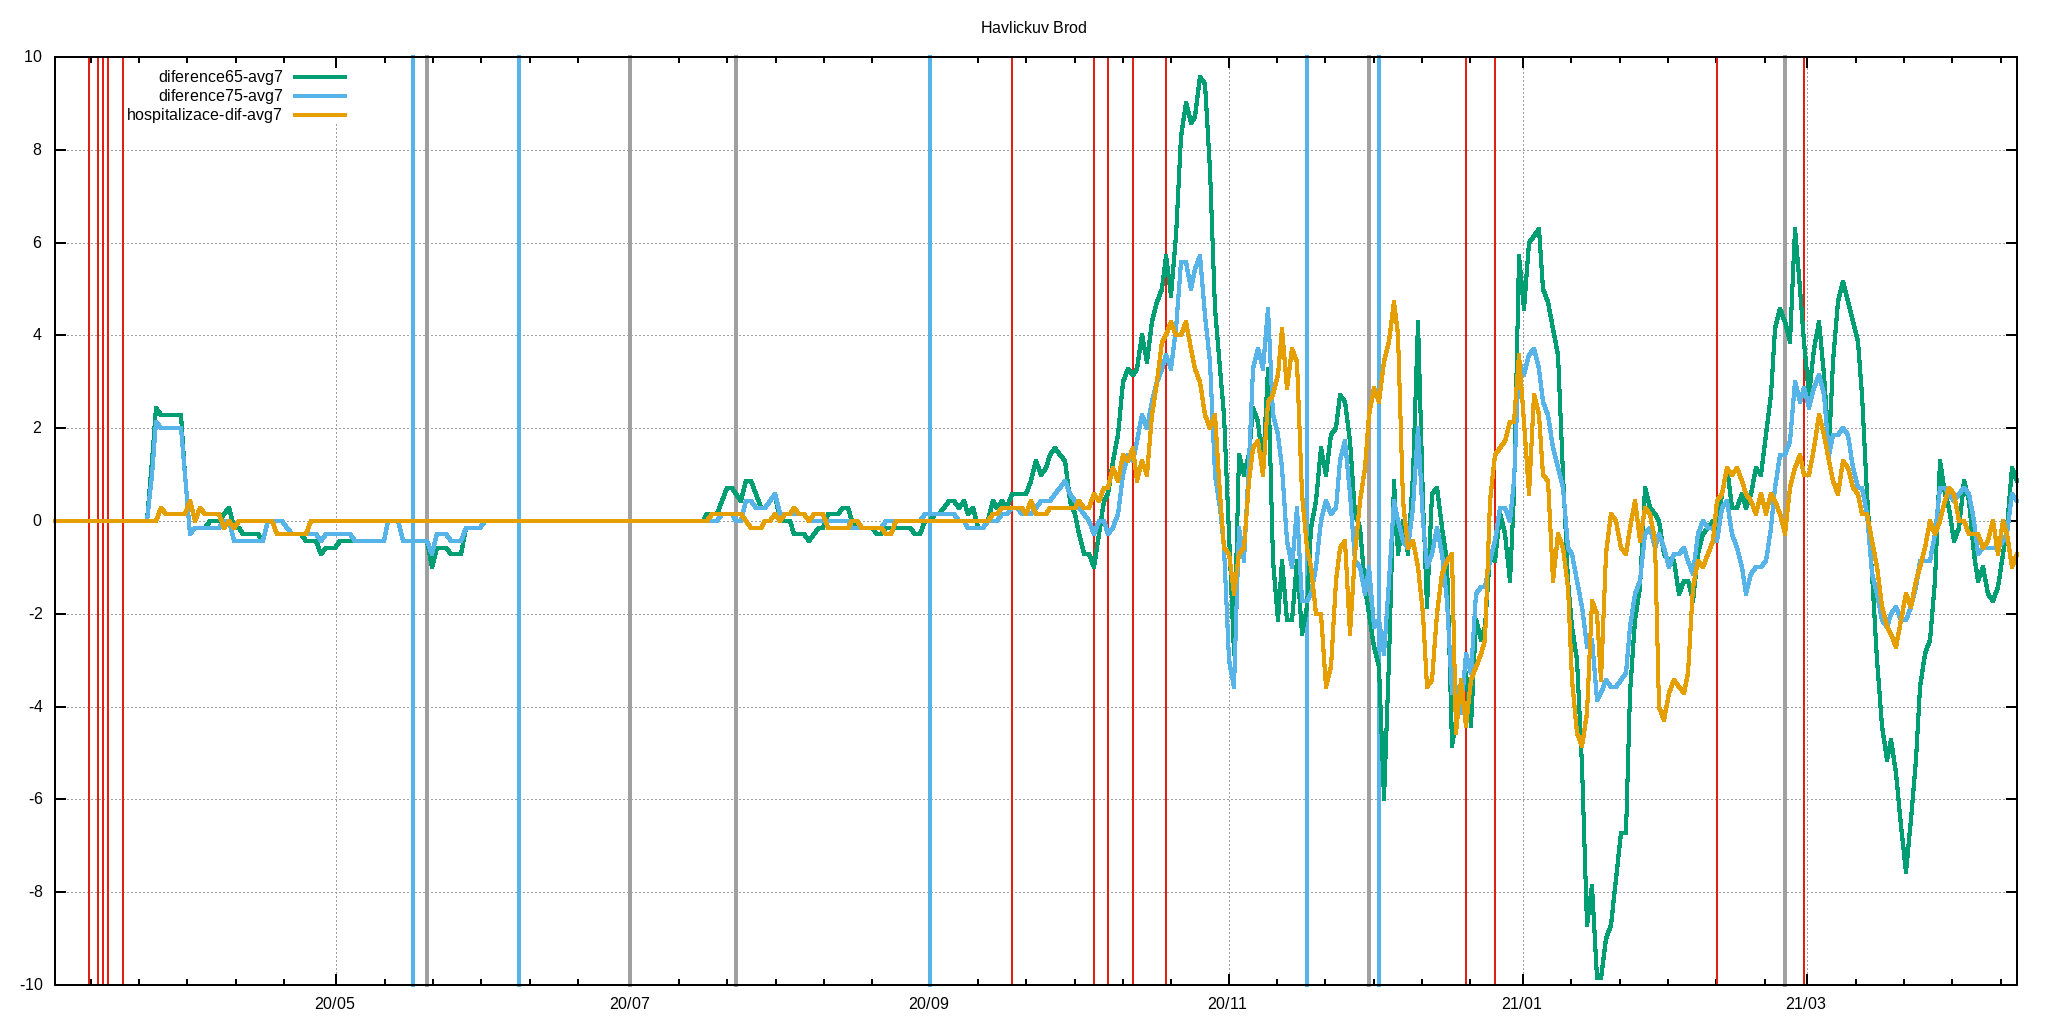 Havlickuv Brod
10
diference65-avg7
diference75-avg7
hospitalizace-dif-avg7
8
6
4
2
0
-2
-4
-6
-8
-10
20/05 20/07 20/09 20/11 21/01 21/03